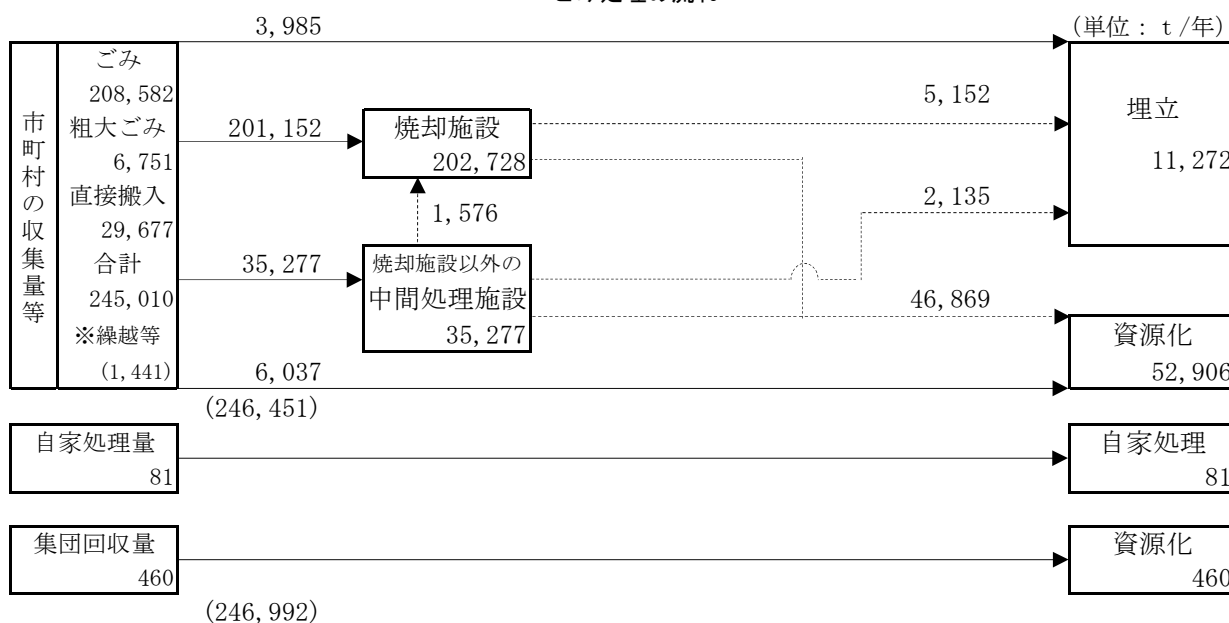 3,985
(単位: t/年)
市町村の収集量等
ごみ
208,582
粗大ごみ
6,751
直接搬入
29,677
合計
245,010
※繰越等
(1,441)
201,152
焼却施設
202,728
5,152
埋立
11,272
1,576
2,135
35,277
焼却施設以外の
中間処理施設
35,277
46,869
資源化
52,906
6,037
(246,451)
自家処理量
81
自家処理
81
集団回収量
460
資源化
460
(246,992)